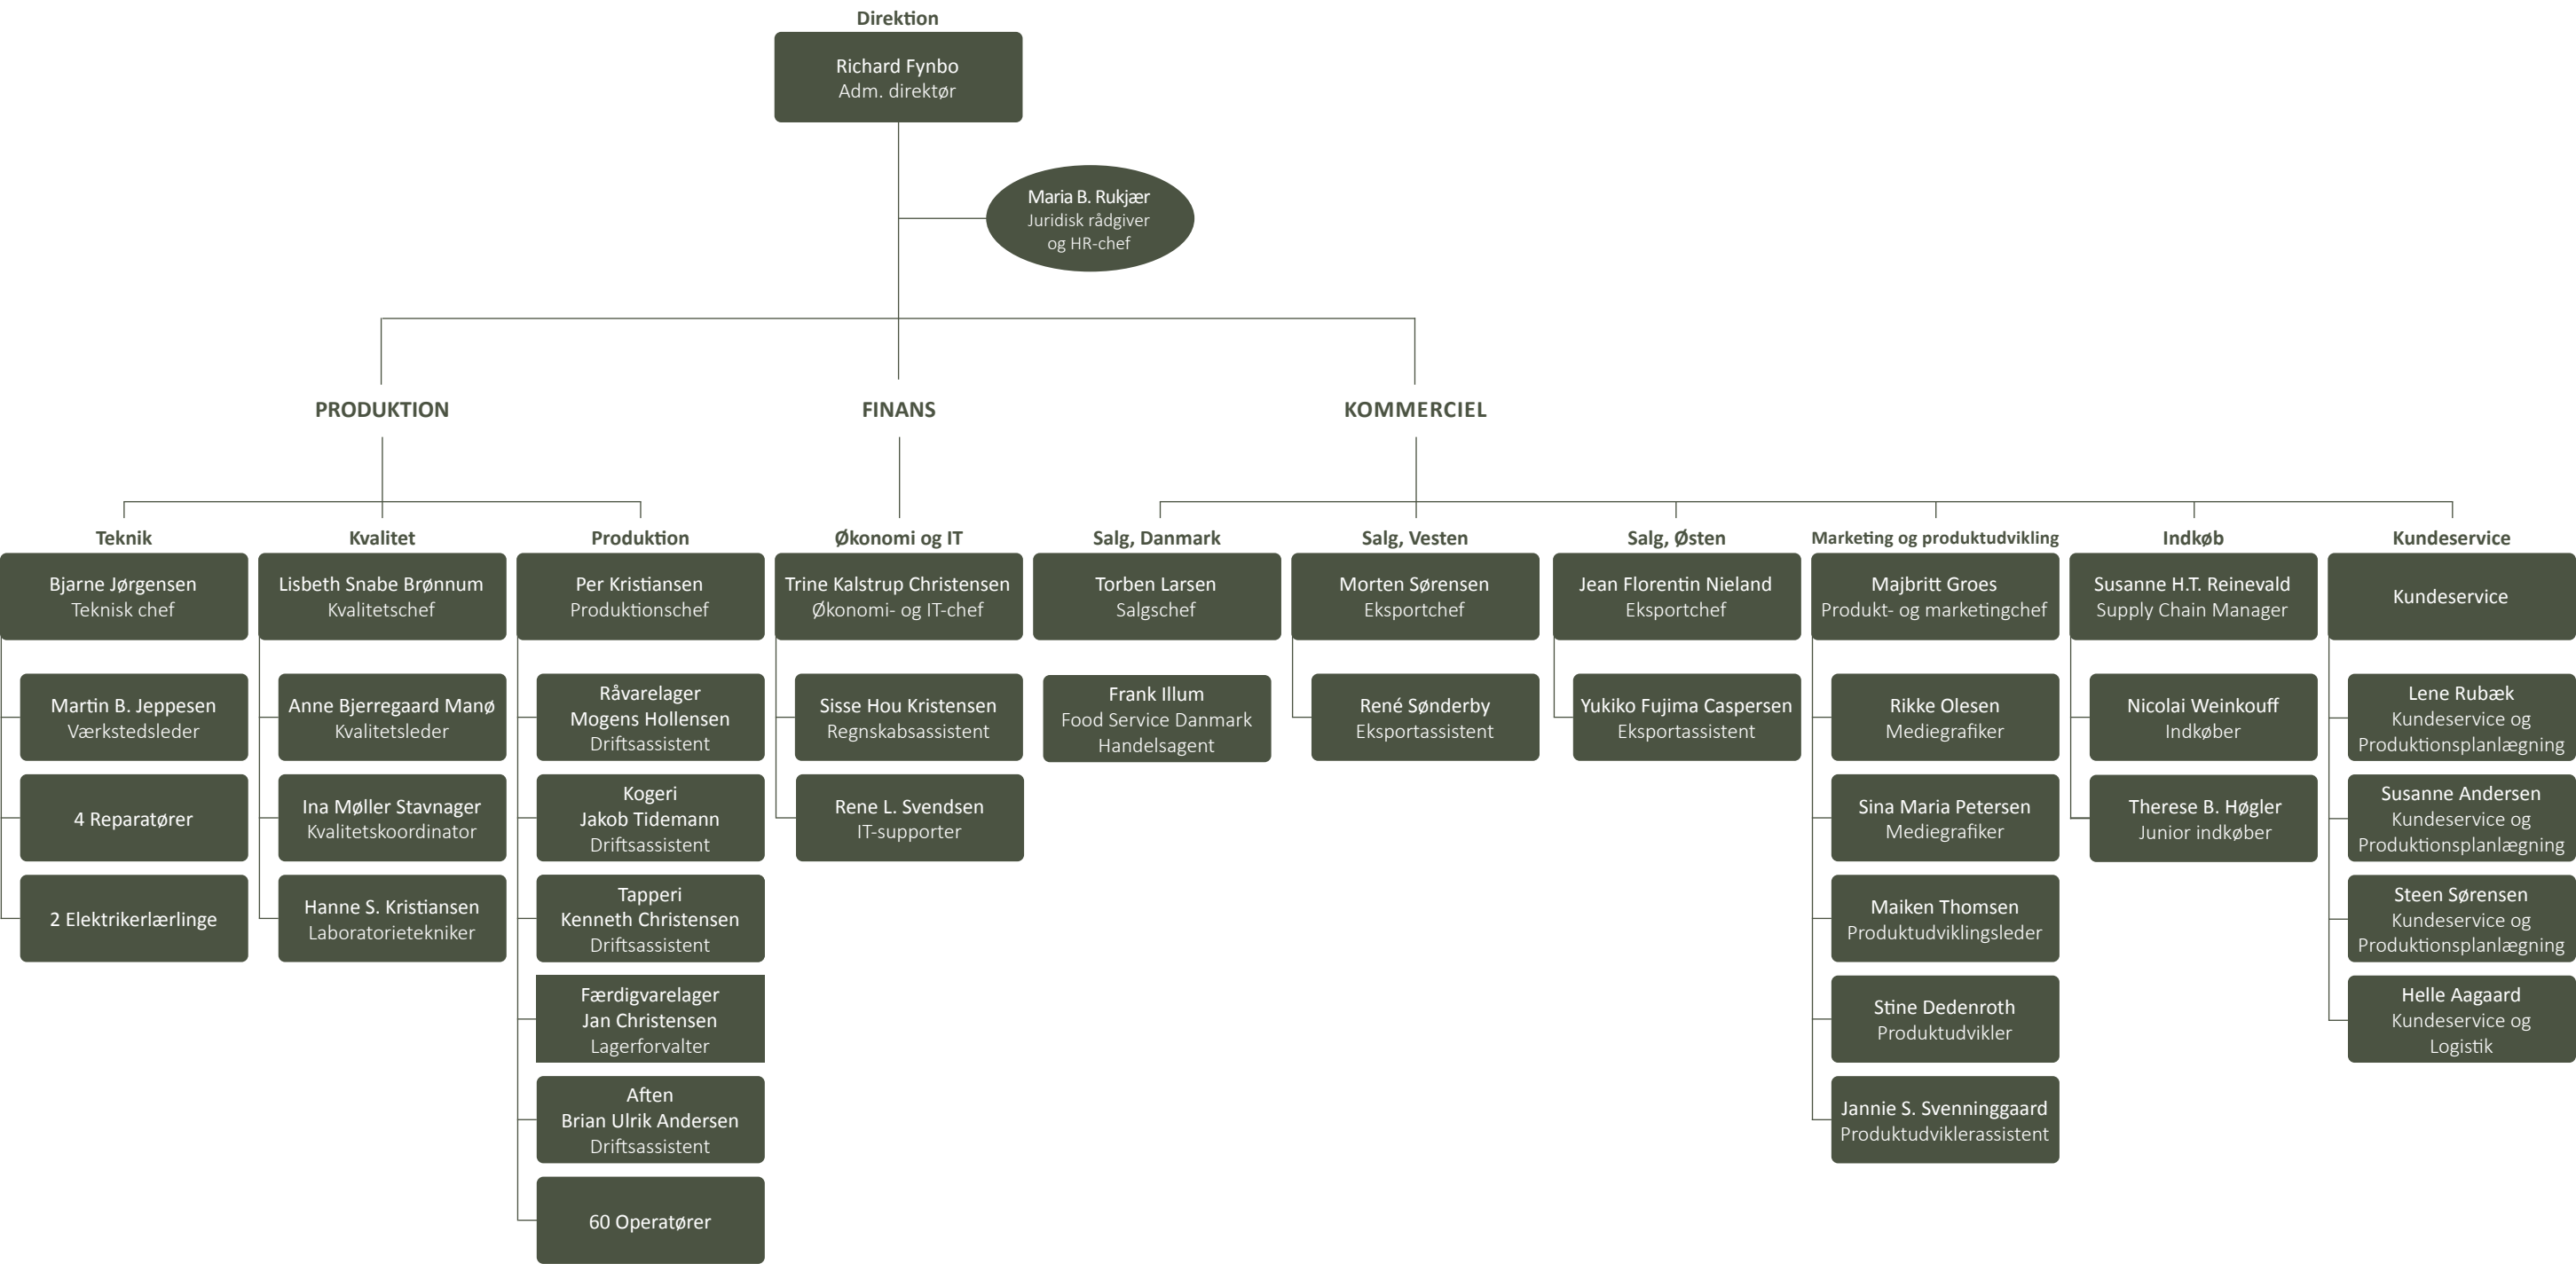 Direktion
Richard Fynbo
Adm. direktør
Maria B. Rukjær
Juridisk rådgiver
og HR-chef
PRODUKTION
FINANS
KOMMERCIEL
Teknik
Bjarne Jørgensen
Teknisk chef
Martin B. Jeppesen
Værkstedsleder
4 Reparatører
2 Elektrikerlærlinge
Kvalitet
Lisbeth Snabe Brønnum
Kvalitetschef
Anne Bjerregaard Manø
Kvalitetsleder
Ina Møller Stavnager
Kvalitetskoordinator
Hanne S. Kristiansen
Laboratorietekniker
Produktion
Per Kristiansen
Produktionschef
Råvarelager
Mogens Hollensen
Driftsassistent
Kogeri
Jakob Tidemann
Driftsassistent
Tapperi
Kenneth Christensen
Driftsassistent
Færdigvarelager
Jan Christensen
Lagerforvalter
Aften
Brian Ulrik Andersen
Driftsassistent
60 Operatører
Økonomi og IT
Trine Kalstrup Christensen
Økonomi- og IT-chef
Sisse Hou Kristensen
Regnskabsassistent
Rene L. Svendsen
IT-supporter
Salg, Danmark
Torben Larsen
Salgschef
Frank Illum
Food Service Danmark
Handelsagent
Salg, Vesten
Morten Sørensen
Eksportchef
René Sønderby
Eksportassistent
Salg, Østen
Jean Florentin Nieland
Eksportchef
Yukiko Fujima Caspersen
Eksportassistent
Marketing og produktudvikling
Majbritt Groes
Produkt- og marketingchef
Rikke Olesen
Mediegrafiker
Sina Maria Petersen
Mediegrafiker
Maiken Thomsen
Produktudviklingsleder
Stine Dedenroth
Produktudvikler
Jannie S. Svenninggaard
Produktudviklerassistent
Indkøb
Susanne H.T. Reinevald
Supply Chain Manager
Nicolai Weinkouff
Indkøber
Therese B. Høgler
Junior indkøber
Kundeservice
Kundeservice
Lene Rubæk
Kundeservice og
Produktionsplanlægning
Susanne Andersen
Kundeservice og
Produktionsplanlægning
Steen Sørensen
Kundeservice og
Produktionsplanlægning
Helle Aagaard
Kundeservice og
Logistik